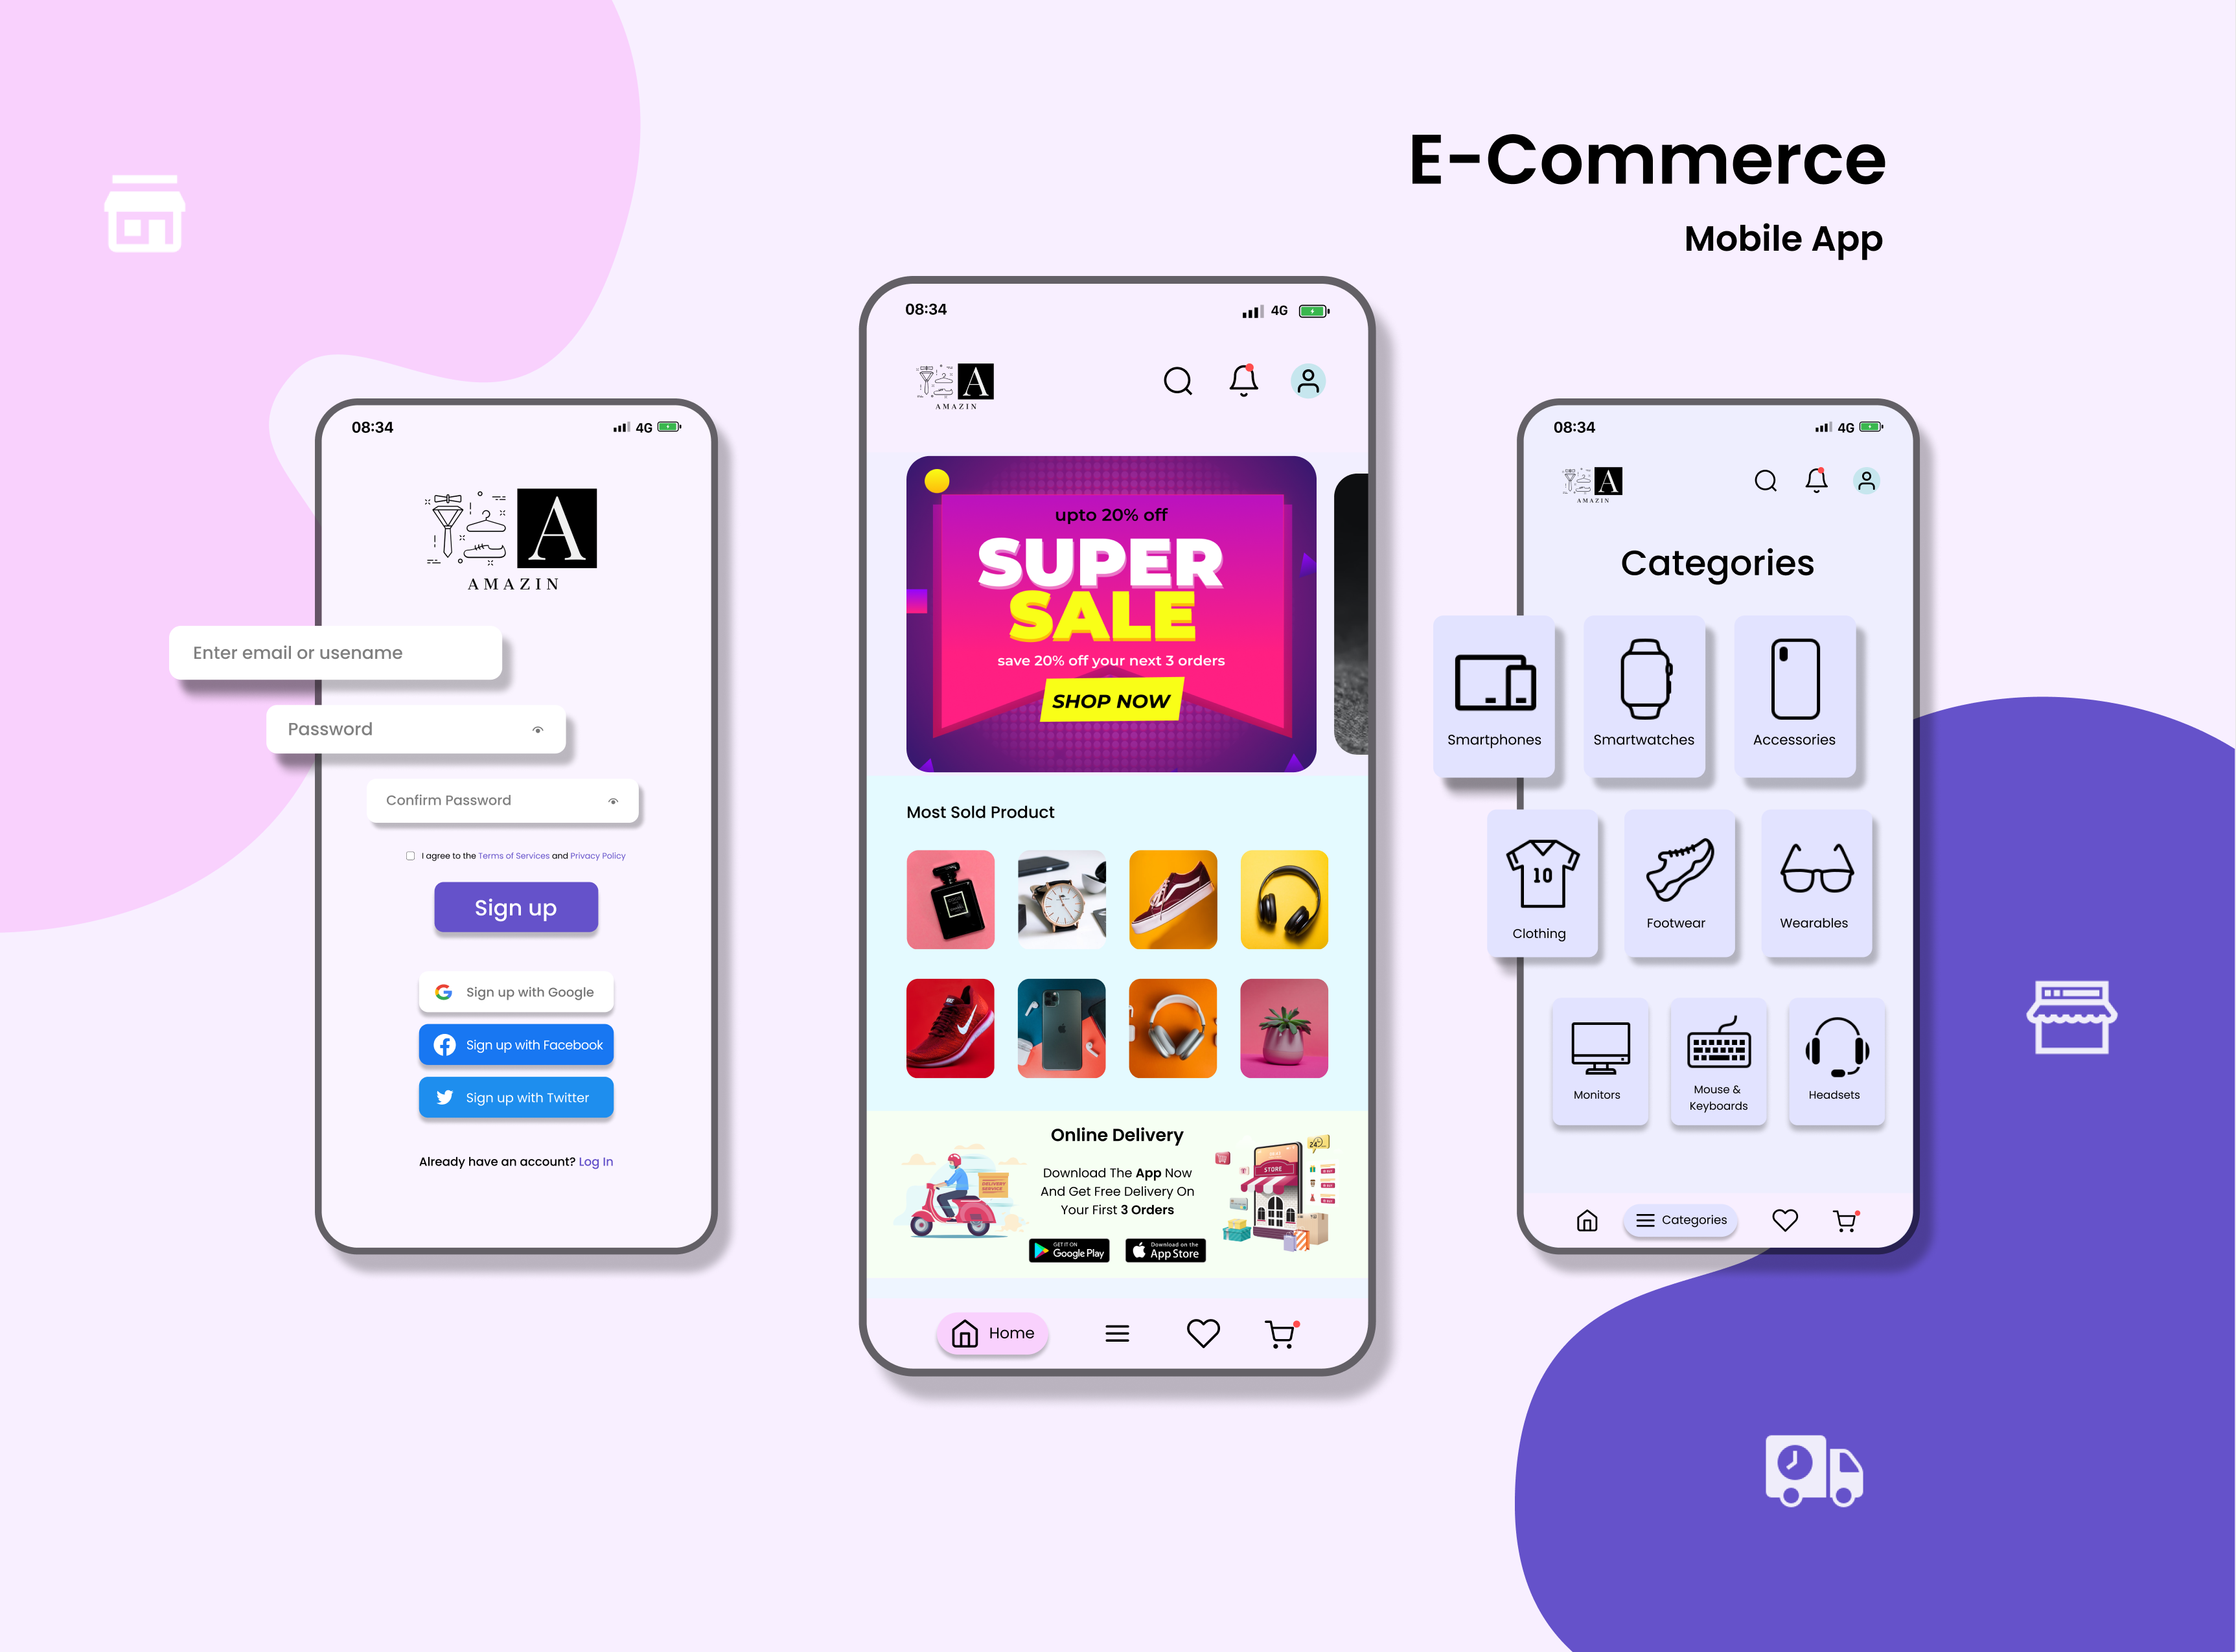 E-Commerce
Mobile App
08:34
4G
A
AMAZIN
Enter email or usename
Password
Confirm Password
I agree to the Terms of Services and Privacy Policy
Sign up
Sign up with Google
Sign up with Facebook
Sign up with Twitter
Already have an account? Log In
08:34
4G
A
AMAZIN
upto 20% off
SUPER
SALE
save 20% off your next 3 orders
SHOP NOW
Most Sold Product
Online Delivery
Download The App Now
And Get Free Delivery On
Your First 3 Orders
DELIVERY
SERVICE
STORE
24
GET IT ON
Google Play
Download on the
App Store
Home
08:34
4G
A
AMAZIN
Categories
Smartphones
Smartwatches
Accessories
10
Clothing
Footwear
Wearables
Monitors
Mouse &
Keyboards
Headsets
Categories